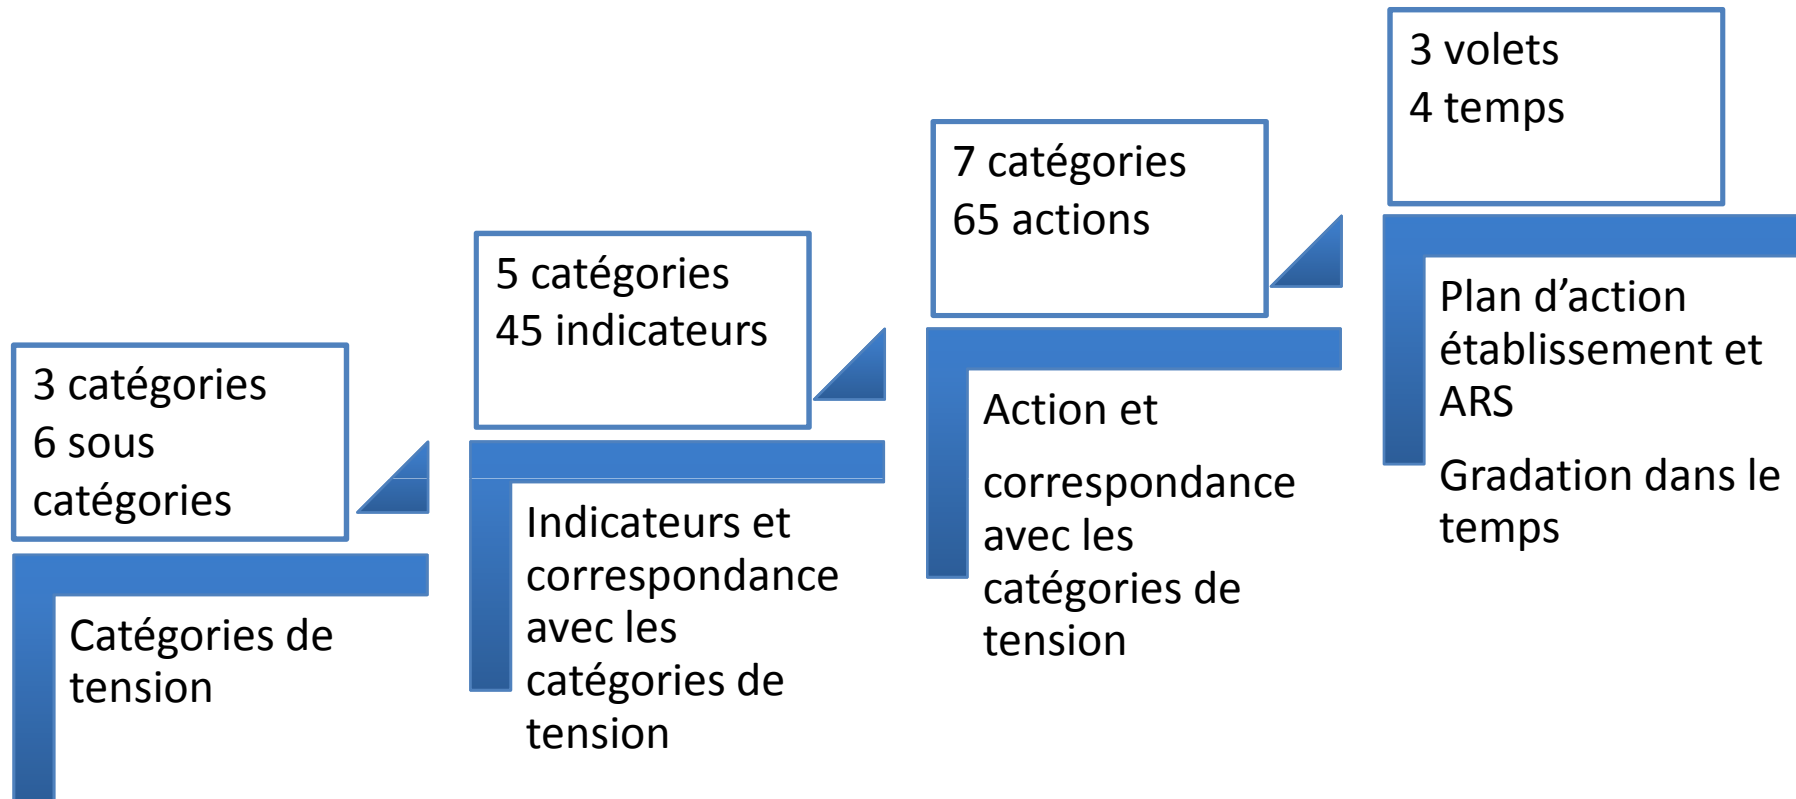 3 catégories
6 sous
catégories
Catégories de
tension
5 catégories
45 indicateurs
Indicateurs et
correspondance
avec les
catégories de
tension
7 catégories
65 actions
Action et
correspondance
avec les
catégories de
tension
3 volets
4 temps
Plan d’action
établissement et
ARS
Gradation dans le
temps